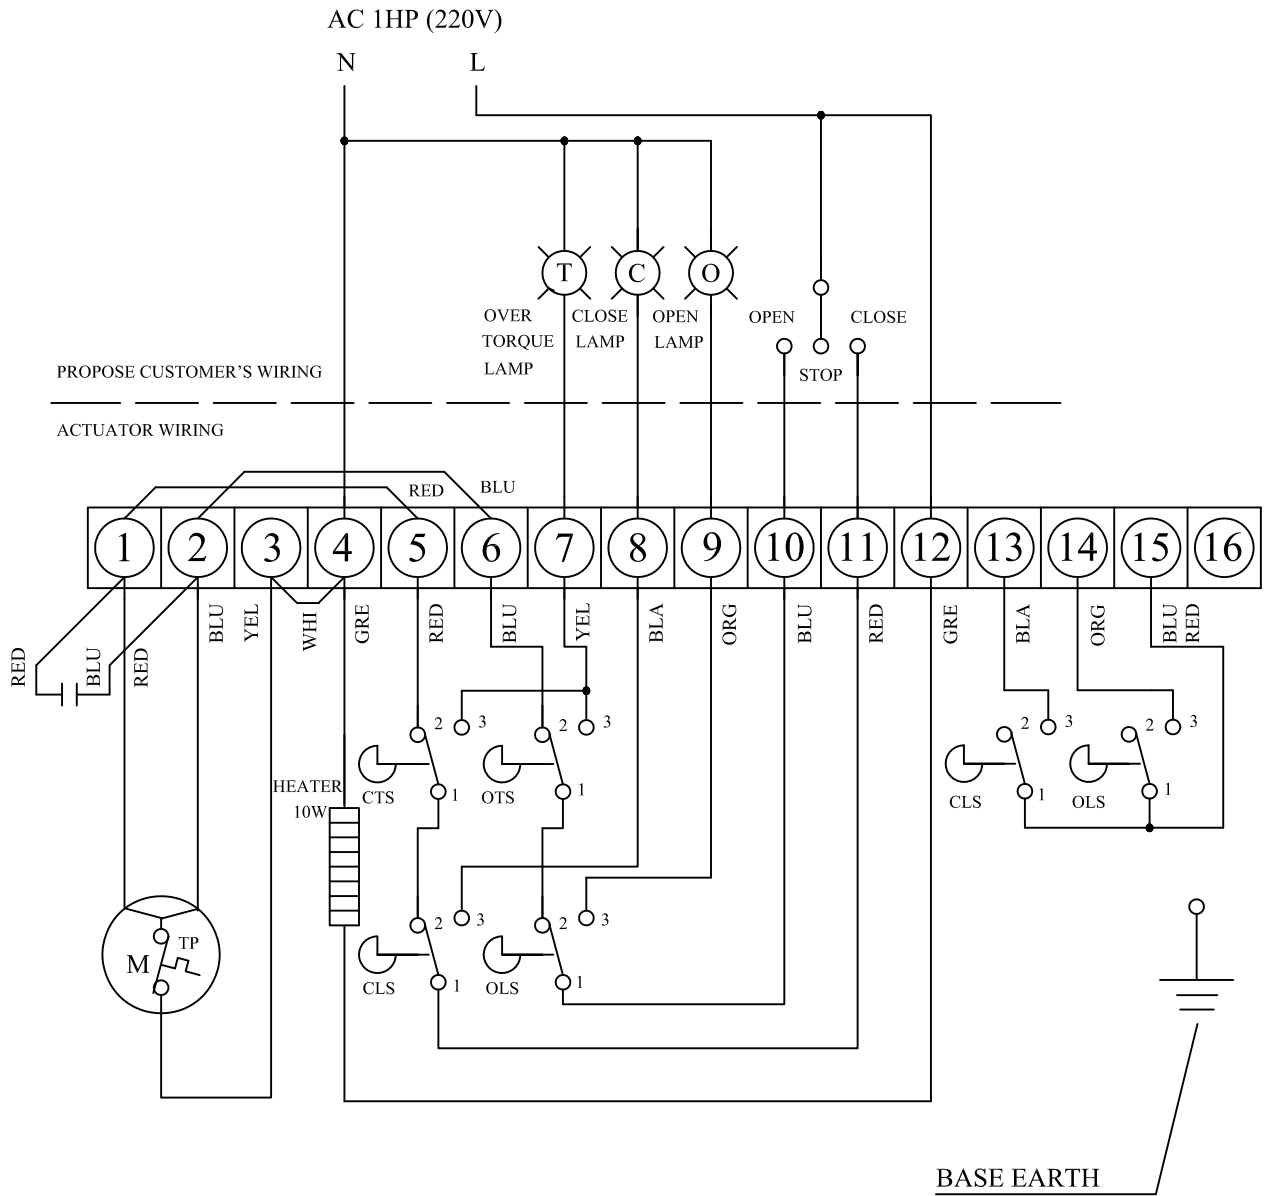 AC 1HP (220V)
N L
T C O
OVER TORQUE LAMP
CLOSE LAMP
OPEN LAMP
OPEN
STOP
CLOSE
PROPOSE CUSTOMER'S WIRING
ACTUATOR WIRING
RED
BLU
1 2 3 4 5 6 7 8 9 10 11 12 13 14 15 16
RED
BLU
RED
BLU
YEL
WHI
GRE
RED
BLU
YEL
BLA
ORG
BLU
RED
GRE
BLA
ORG
BLU
RED
2 3 2 3 2 3 2 3
HEATER
10W
CTS
1
OTS
1
CLS
1
OLS
1
2 3 2 3
M
TP
CLS
1
OLS
1
BASE EARTH